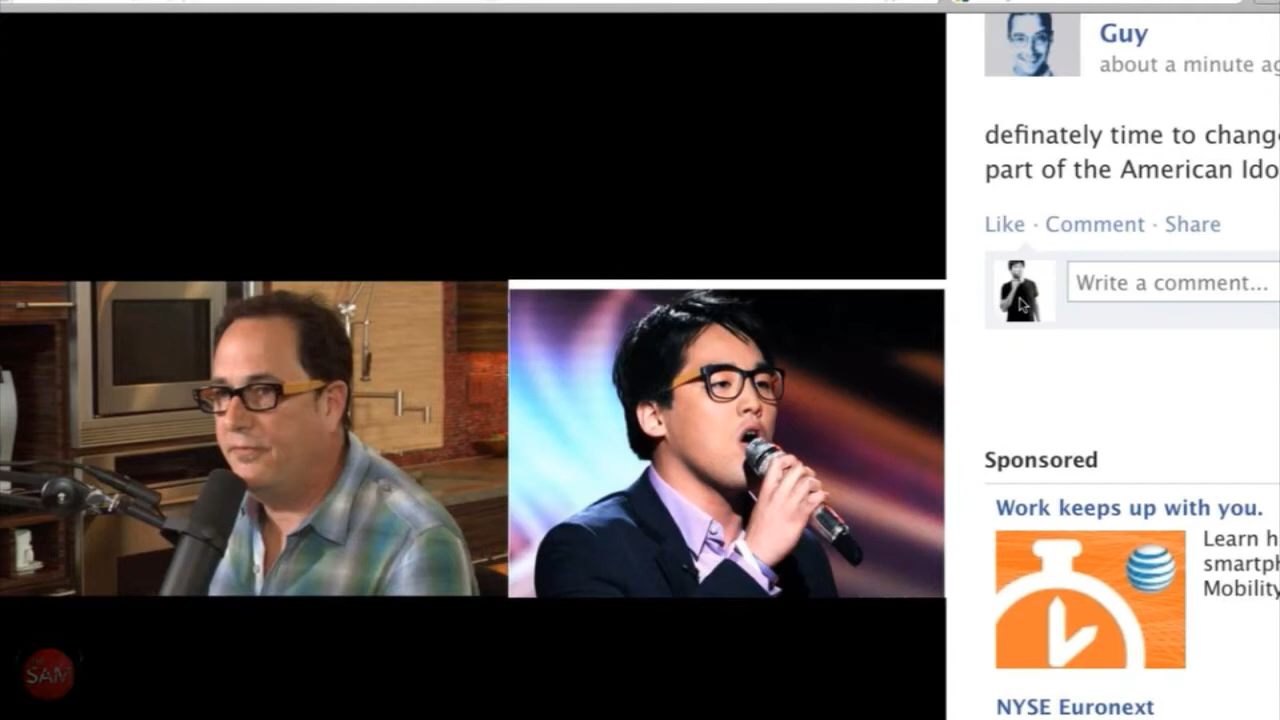 Guy
about a minute ag
definately time to chang
part of the American Ido
Like · Comment · Share
Write a comment...
Sponsored
Work keeps up with you.
Learn h
smartph
Mobility
NYSE Euronext
SAM